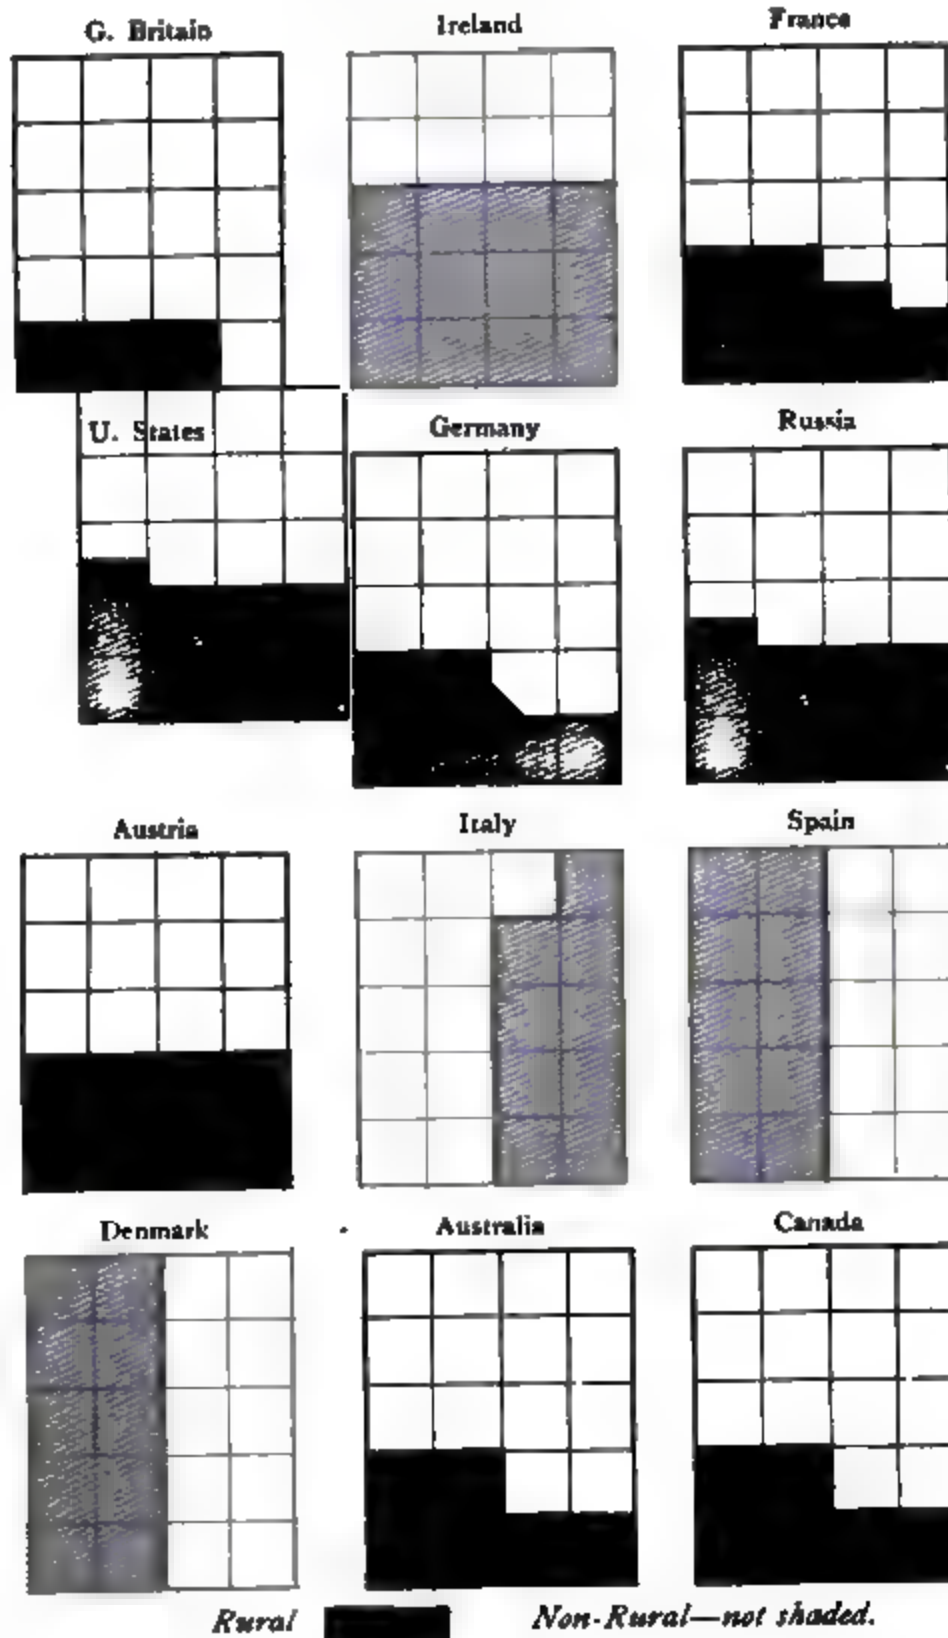 G. Britain
Ireland
France
U. States
Germany
Russia
Austria
Italy
Spain
Denmark
Australia
Canada
Rural
Non-Rural—not shaded.